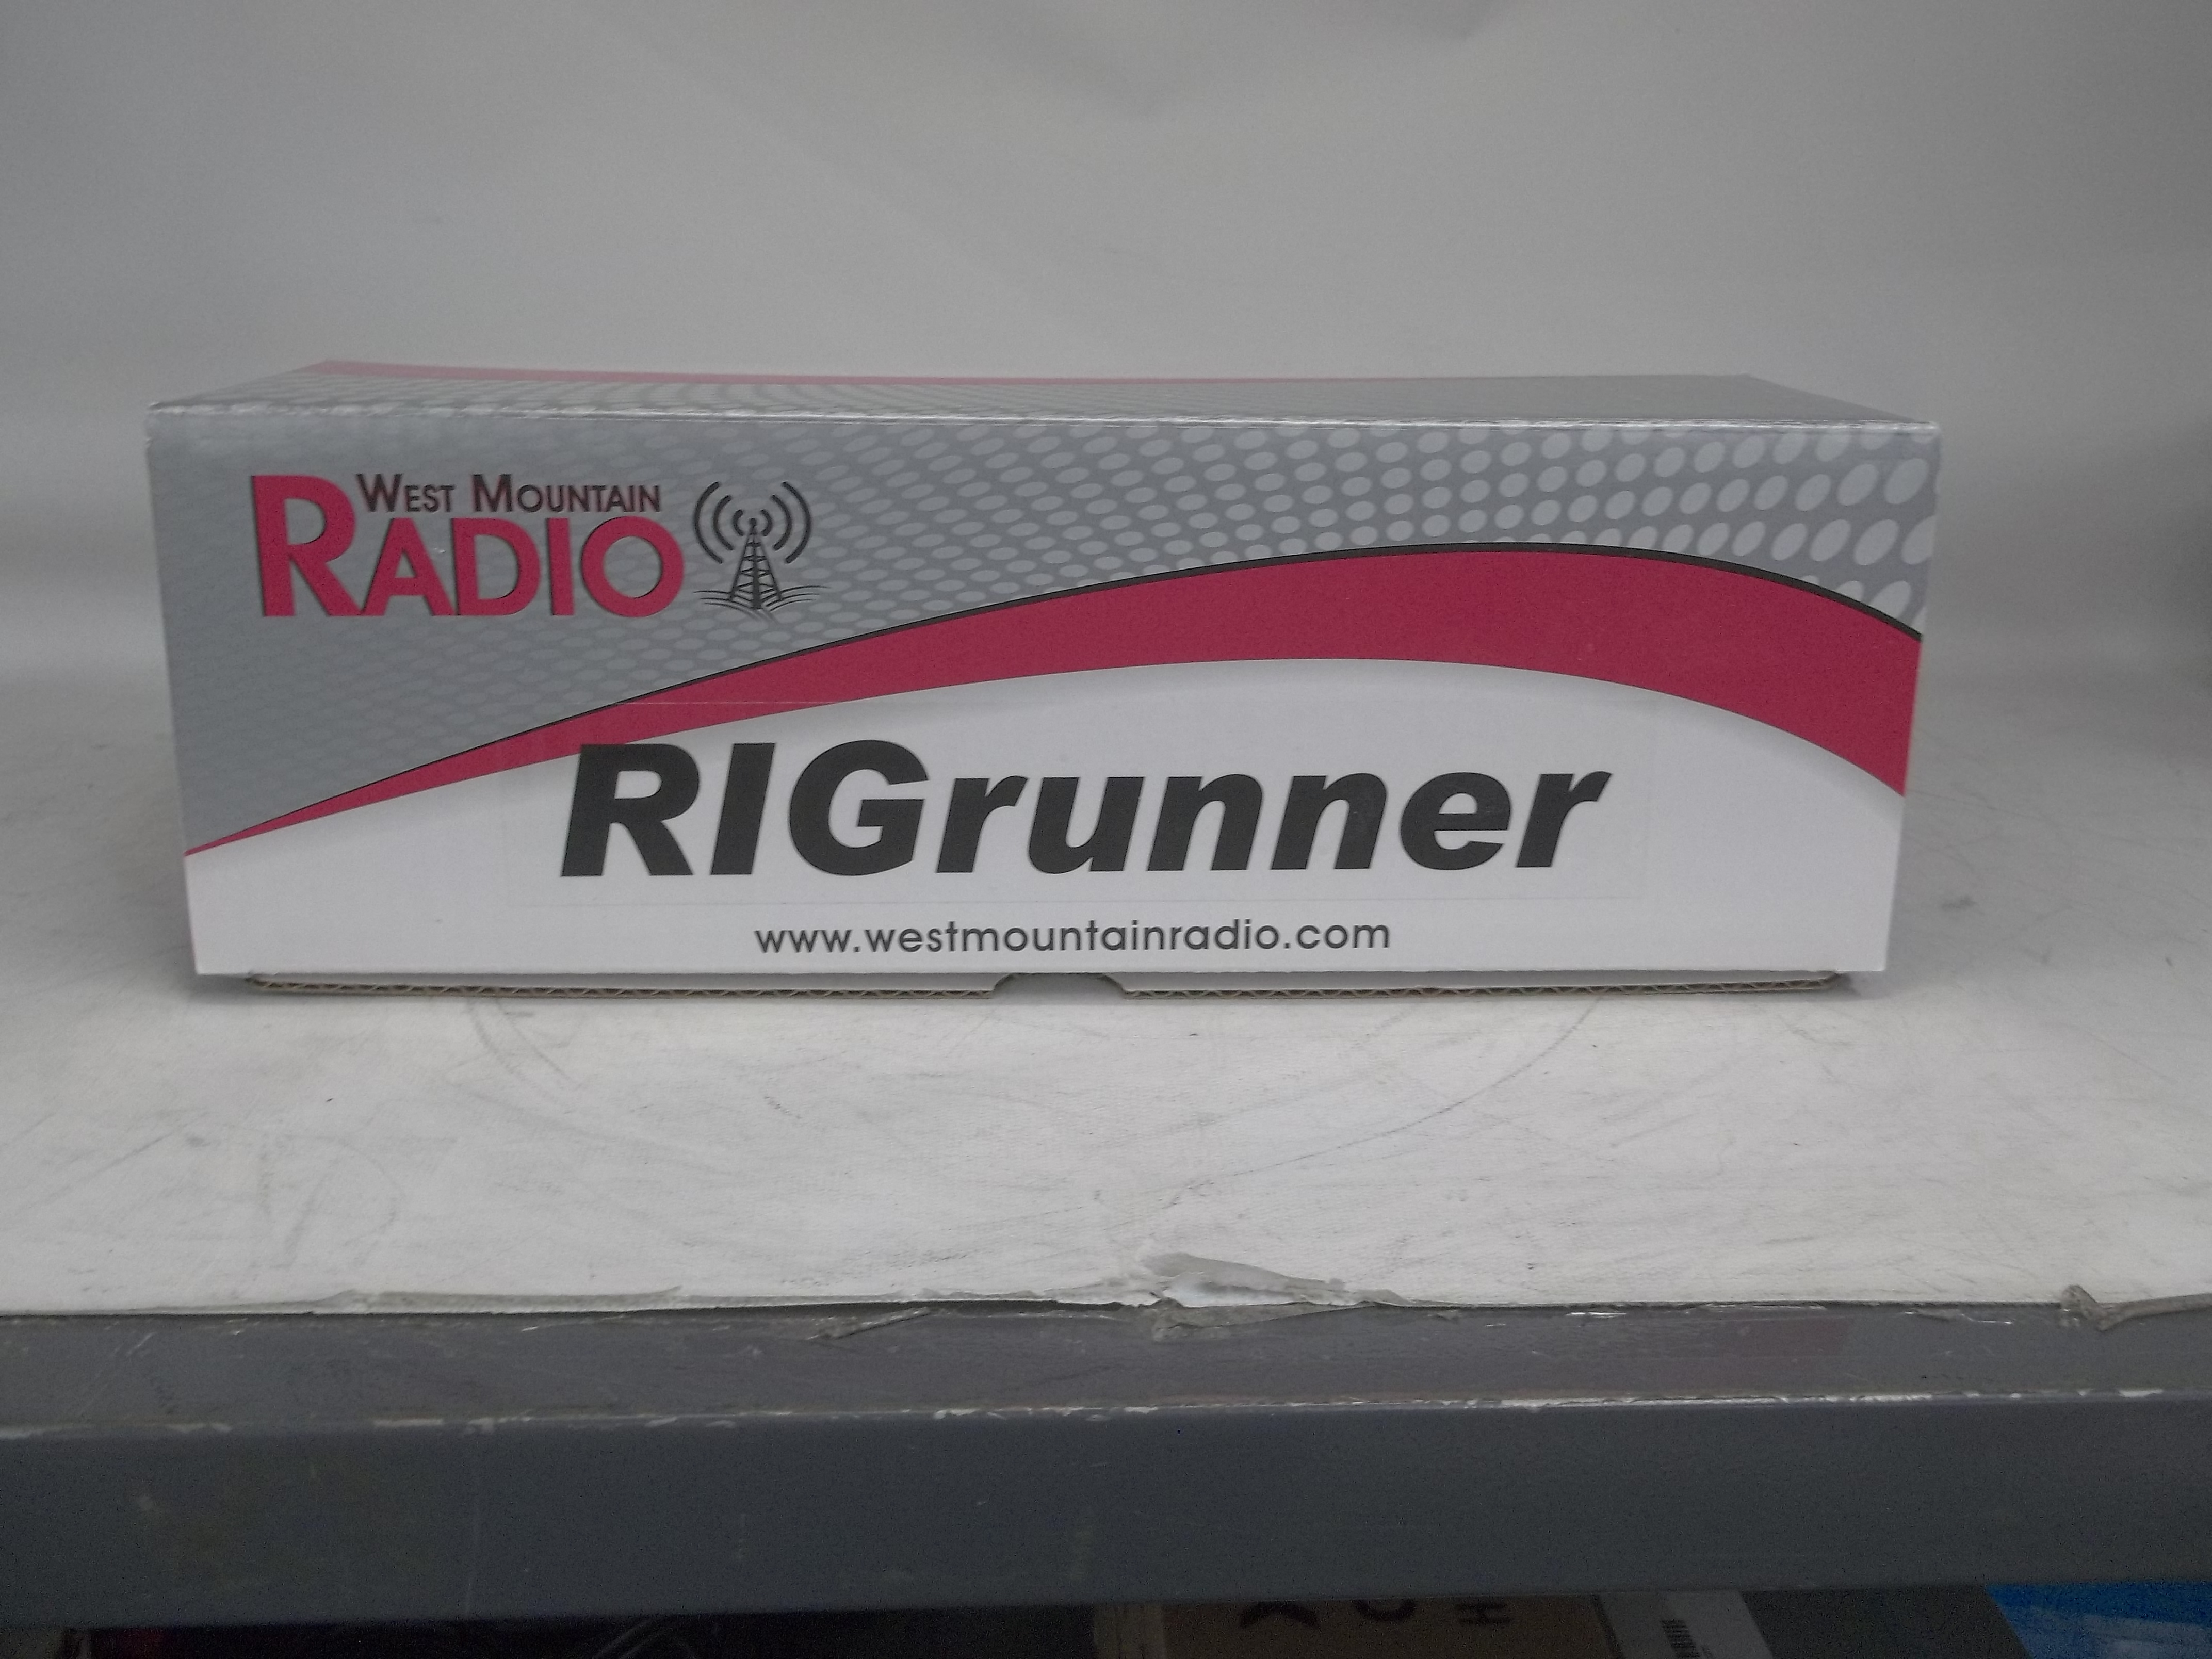 West Mountain
Radio
RIGrunner
www.westmountainradio.com